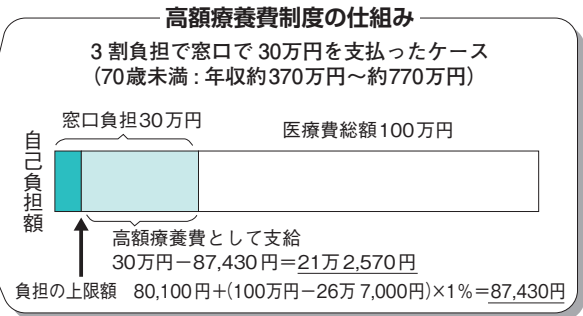 高額療養費制度の仕組み
3割負担で窓口で30万円を支払ったケース
（70歳未満：年収約370万円〜約770万円）
窓口負担30万円
医療費総額100万円
自己負担額
高額療養費として支給
30万円−87,430円＝21万2,570円
負担の上限額 80,100円＋(100万円−26万7,000円)×1%＝87,430円